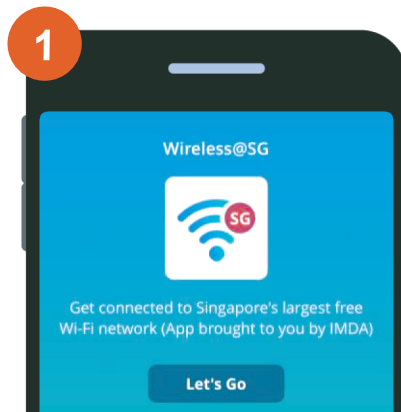 1
Wireless@SG
SG
Get connected to Singapore's largest free
Wi-Fi network (App brought to you by IMDA)
Let's Go